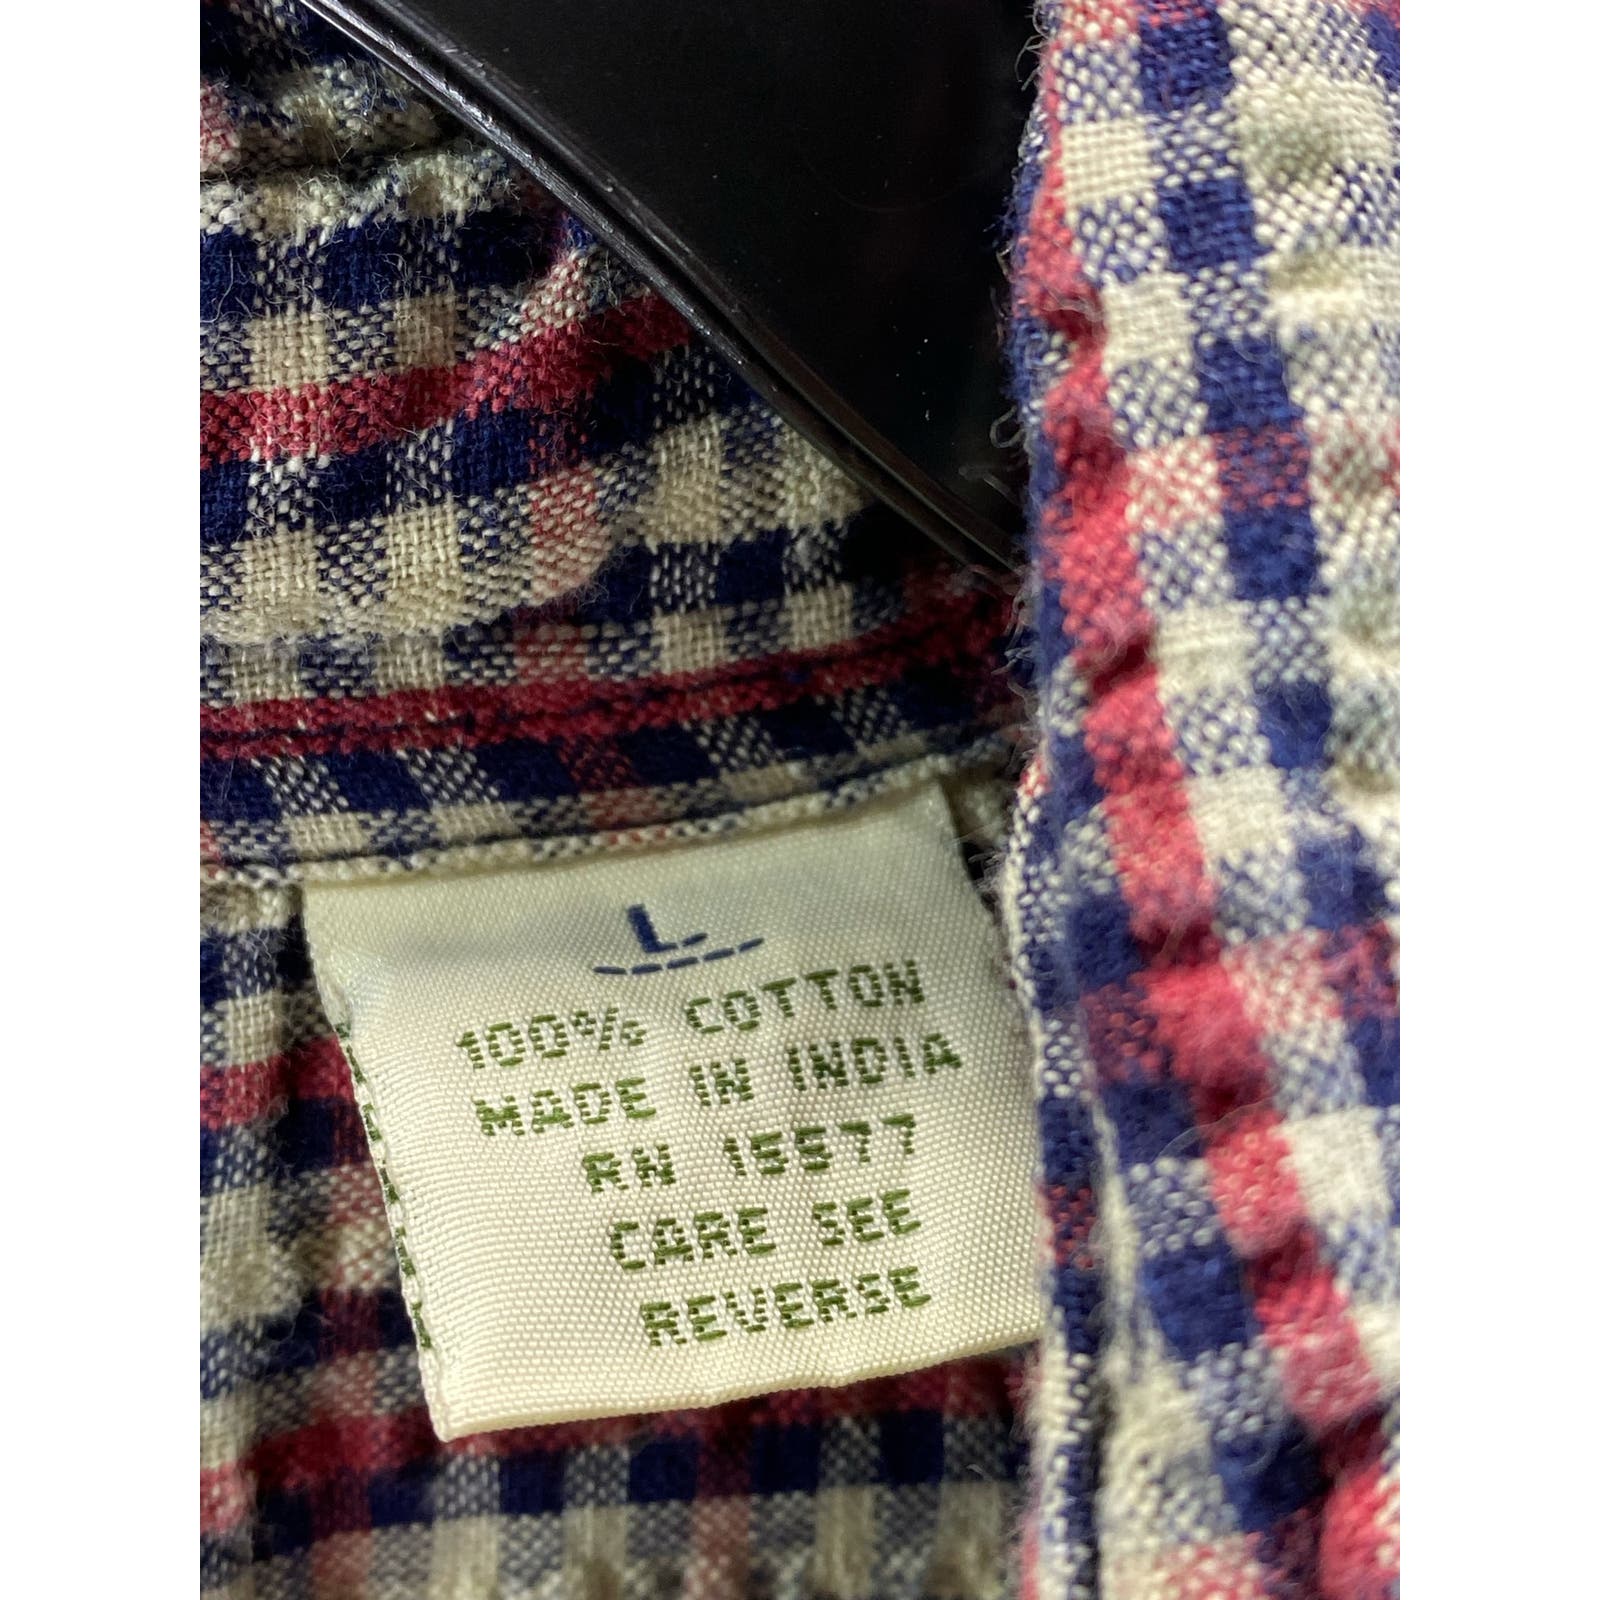 L
100% COTTON
MADE IN INDIA
RN 15577
CARE SEE
REVERSE